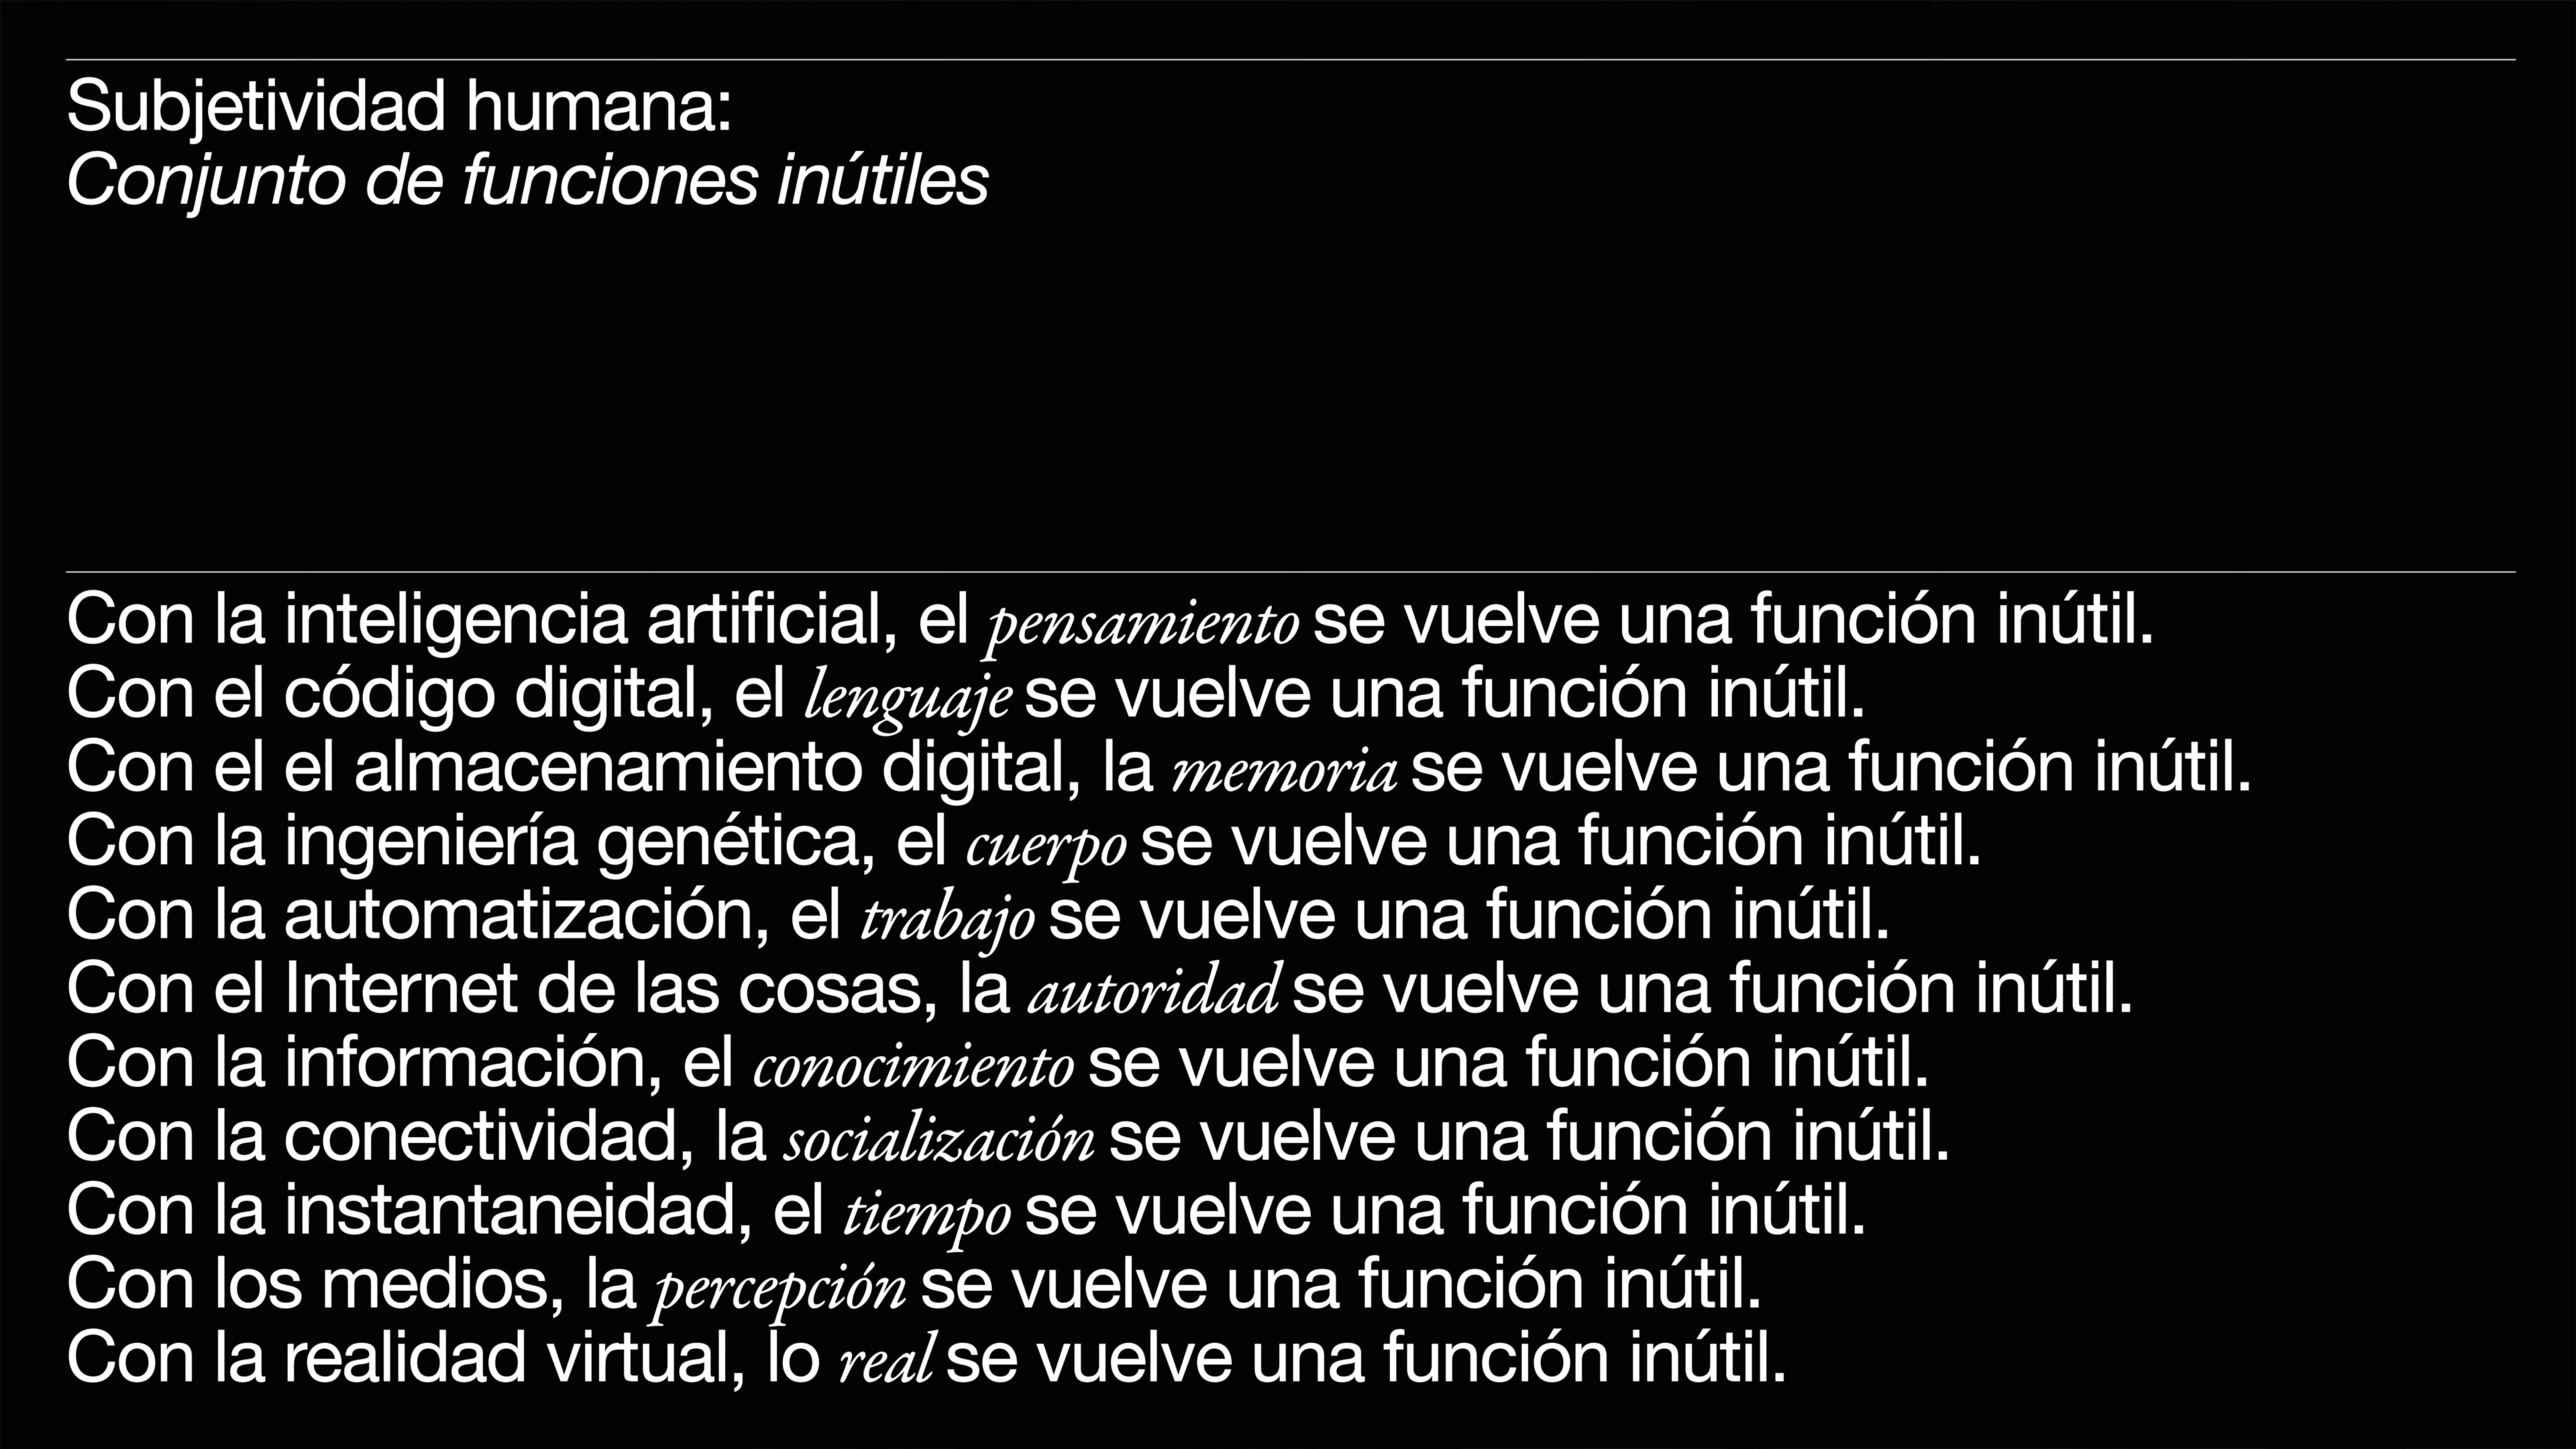 Subjetividad humana:
Conjunto de funciones inútiles
Con la inteligencia artificial, el pensamiento se vuelve una función inútil.
Con el código digital, el lenguaje se vuelve una función inútil.
Con el el almacenamiento digital, la memoria se vuelve una función inútil.
Con la ingeniería genética, el cuerpo se vuelve una función inútil.
Con la automatización, el trabajo se vuelve una función inútil.
Con el Internet de las cosas, la autoridad se vuelve una función inútil.
Con la información, el conocimiento se vuelve una función inútil.
Con la conectividad, la socialización se vuelve una función inútil.
Con la instantaneidad, el tiempo se vuelve una función inútil.
Con los medios, la percepción se vuelve una función inútil.
Con la realidad virtual, lo real se vuelve una función inútil.